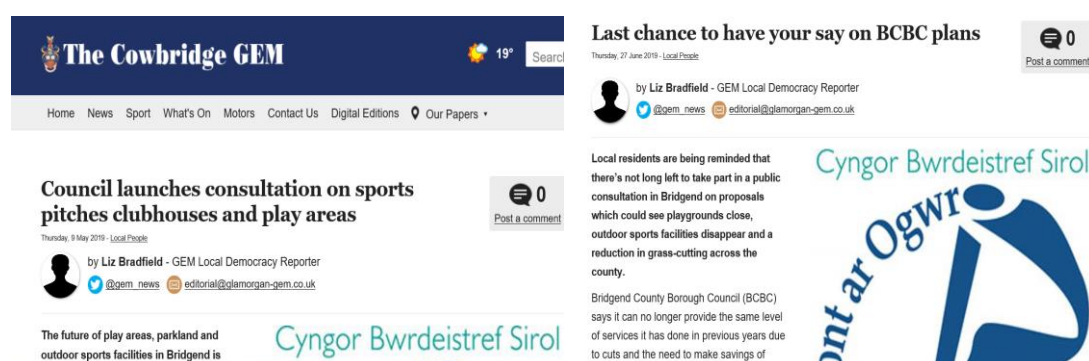 The Cowbridge GEM
19°
Search
Home News Sport What's On Motors Contact Us Digital Editions Our Papers
Council launches consultation on sports
pitches clubhouses and play areas
Thursday, 9 May 2019 - Local People
0
Post a comment
by Liz Bradfield - GEM Local Democracy Reporter
@gem_news editorial@glamorgan-gem.co.uk
The future of play areas, parkland and
outdoor sports facilities in Bridgend is
Cyngor Bwrdeistref Sirol
Last chance to have your say on BCBC plans
Thursday, 27 June 2019 - Local People
0
Post a comment
by Liz Bradfield - GEM Local Democracy Reporter
@gem_news editorial@glamorgan-gem.co.uk
Local residents are being reminded that
there's not long left to take part in a public
consultation in Bridgend on proposals
which could see playgrounds close,
outdoor sports facilities disappear and a
reduction in grass-cutting across the
county.
Bridgend County Borough Council (BCBC)
says it can no longer provide the same level
of services it has done in previous years due
to cuts and the need to make savings of
Cyngor Bwrdeistref Sirol
ont ar Ogwr